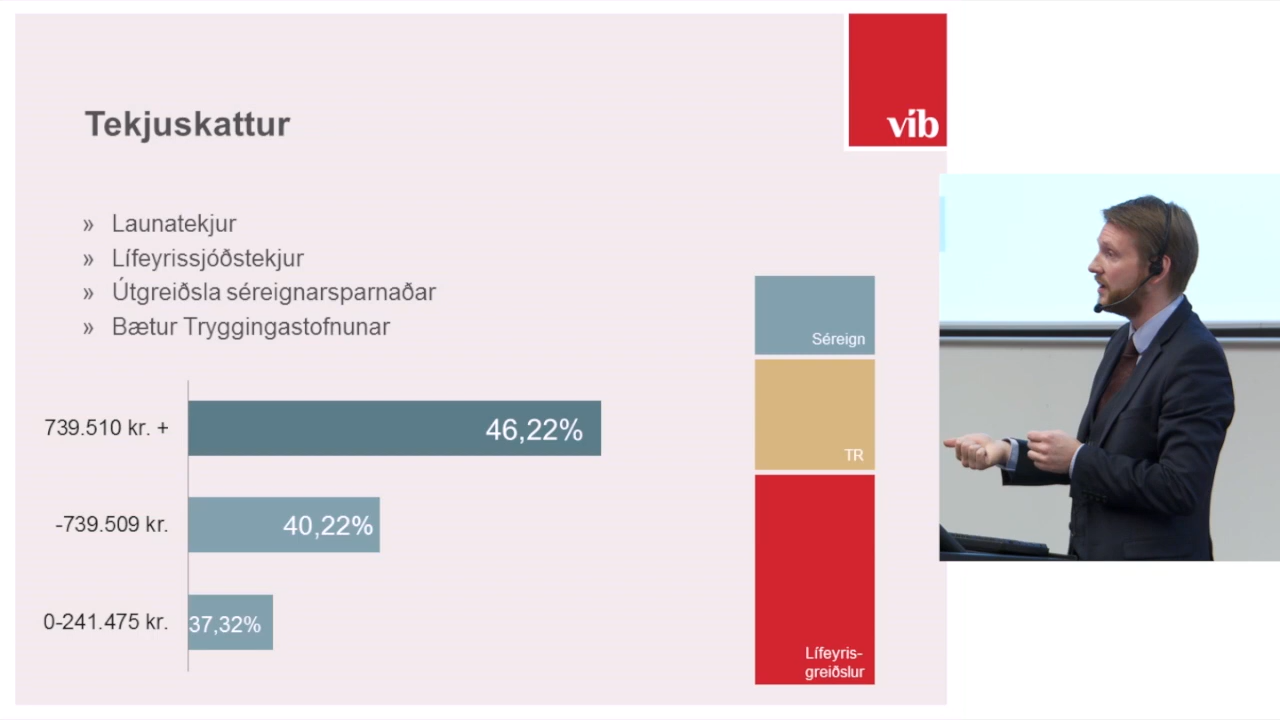 Tekjuskattur
víb
» Launatekjur
» Lífeyrissjóðstekjur
» Útgreiðsla séreignarsparnaðar
» Bætur Tryggingastofnunar
739.510 kr. +
46,22%
-739.509 kr.
40,22%
0-241.475 kr.
37,32%
Séreign
TR
Lífeyris-
greiðslur